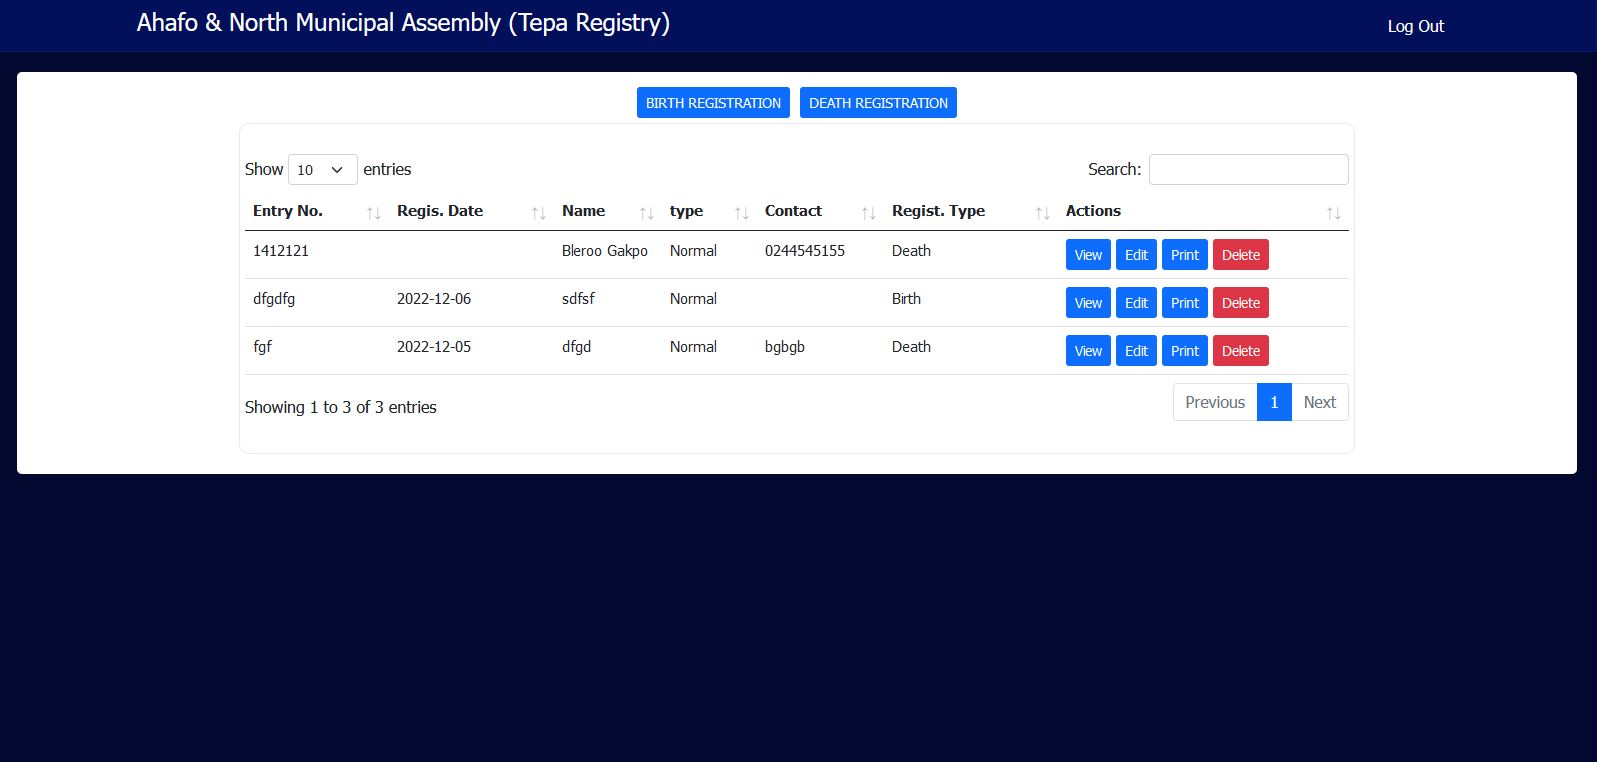 Ahafo & North Municipal Assembly (Tepa Registry) Log Out
BIRTH REGISTRATION DEATH REGISTRATION
Show 10 entries Search:
Entry No. Regis. Date Name type Contact Regist. Type Actions
1412121 Bleroo Gakpo Normal 0244545155 Death View Edit Print Delete
dfgdfg 2022-12-06 sdfsf Normal Birth View Edit Print Delete
fgf 2022-12-05 dfgd Normal bgbgb Death View Edit Print Delete
Showing 1 to 3 of 3 entries Previous 1 Next